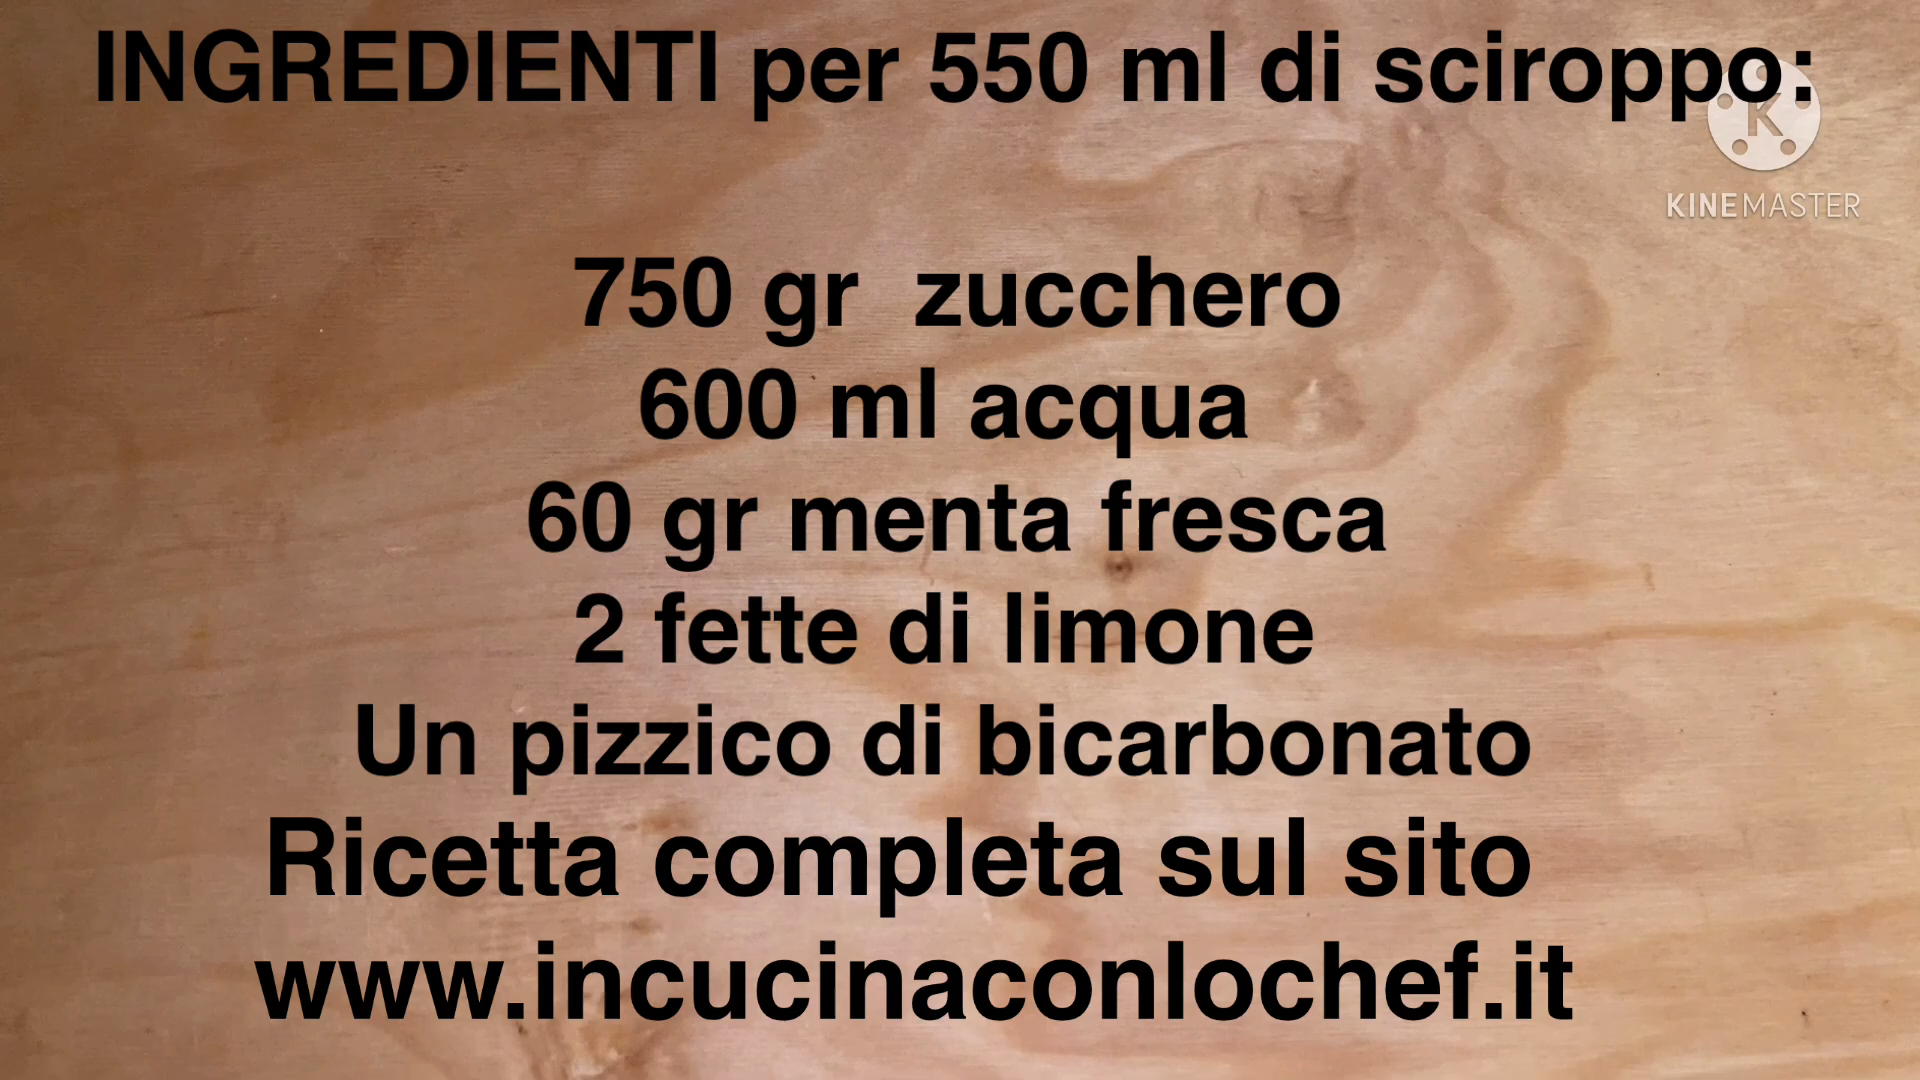 INGREDIENTI per 550 ml di sciroppo:
K
KINEMASTER
750 gr  zucchero
600 ml acqua
60 gr menta fresca
2 fette di limone
Un pizzico di bicarbonato
Ricetta completa sul sito
www.incucinaconlochef.it